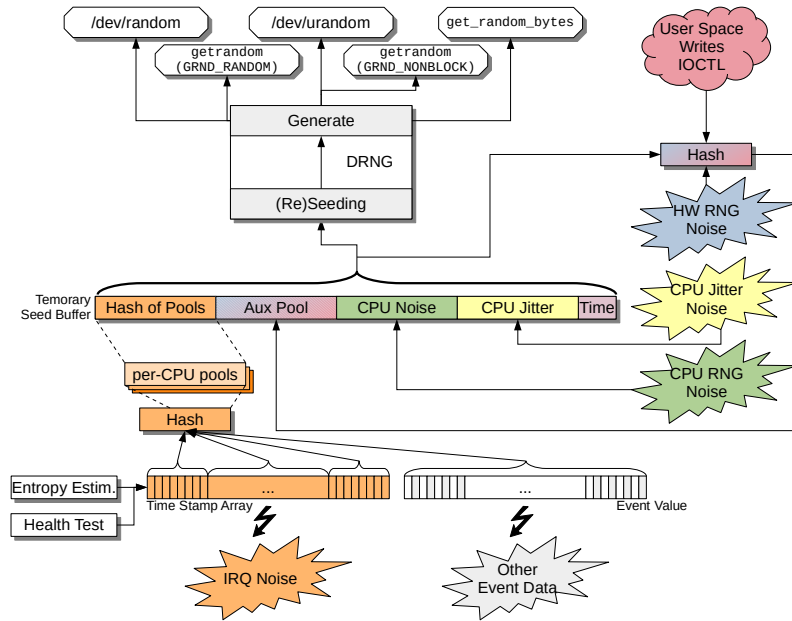 /dev/random
/dev/urandom
get_random_bytes
getrandom
(GRND_RANDOM)
getrandom
(GRND_NONBLOCK)
User Space
Writes
IOCTL
Generate
DRNG
(Re)Seeding
Hash
HW RNG
Noise
Temorary
Seed Buffer
Hash of Pools
Aux Pool
CPU Noise
CPU Jitter
Time
CPU Jitter
Noise
per-CPU pools
CPU RNG
Noise
Hash
Entropy Estim.
Health Test
...
...
Time Stamp Array
Event Value
IRQ Noise
Other
Event Data